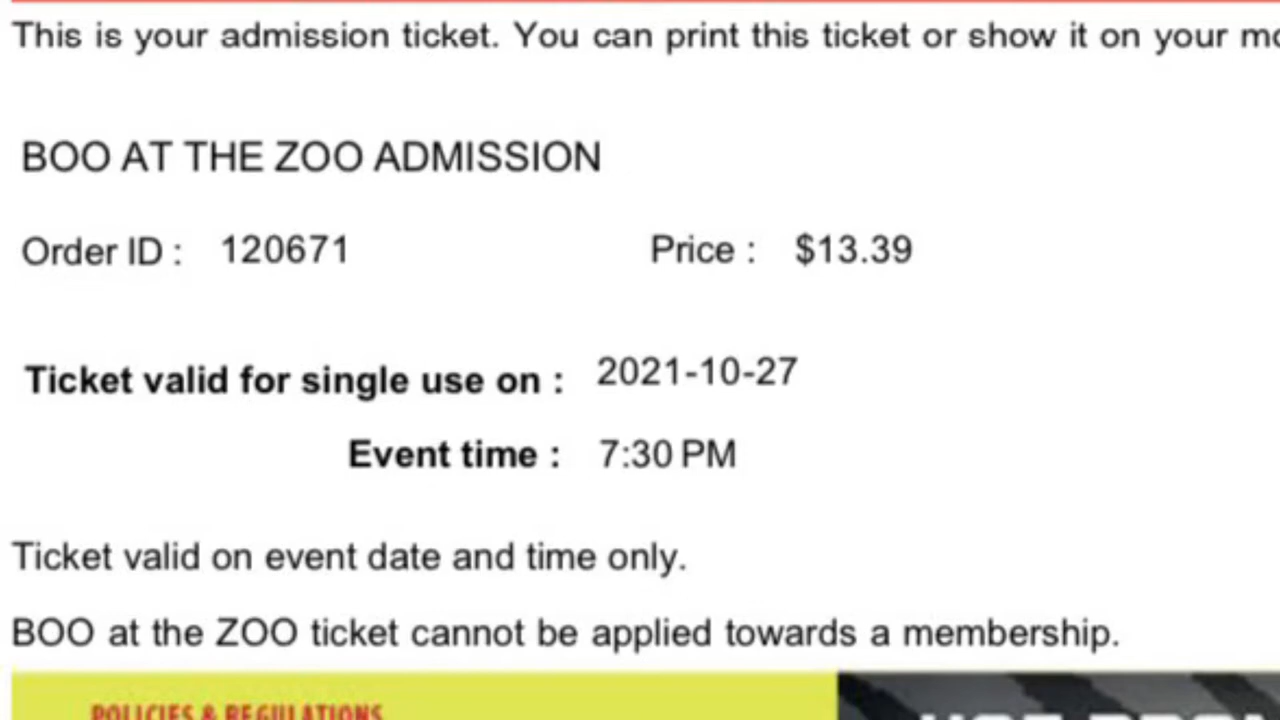 This is your admission ticket. You can print this ticket or show it on your
BOO AT THE ZOO ADMISSION
Order ID : 120671 Price : $13.39
Ticket valid for single use on : 2021-10-27
Event time : 7:30 PM
Ticket valid on event date and time only.
BOO at the ZOO ticket cannot be applied towards a membership.
POLICIES & REGULATIONS